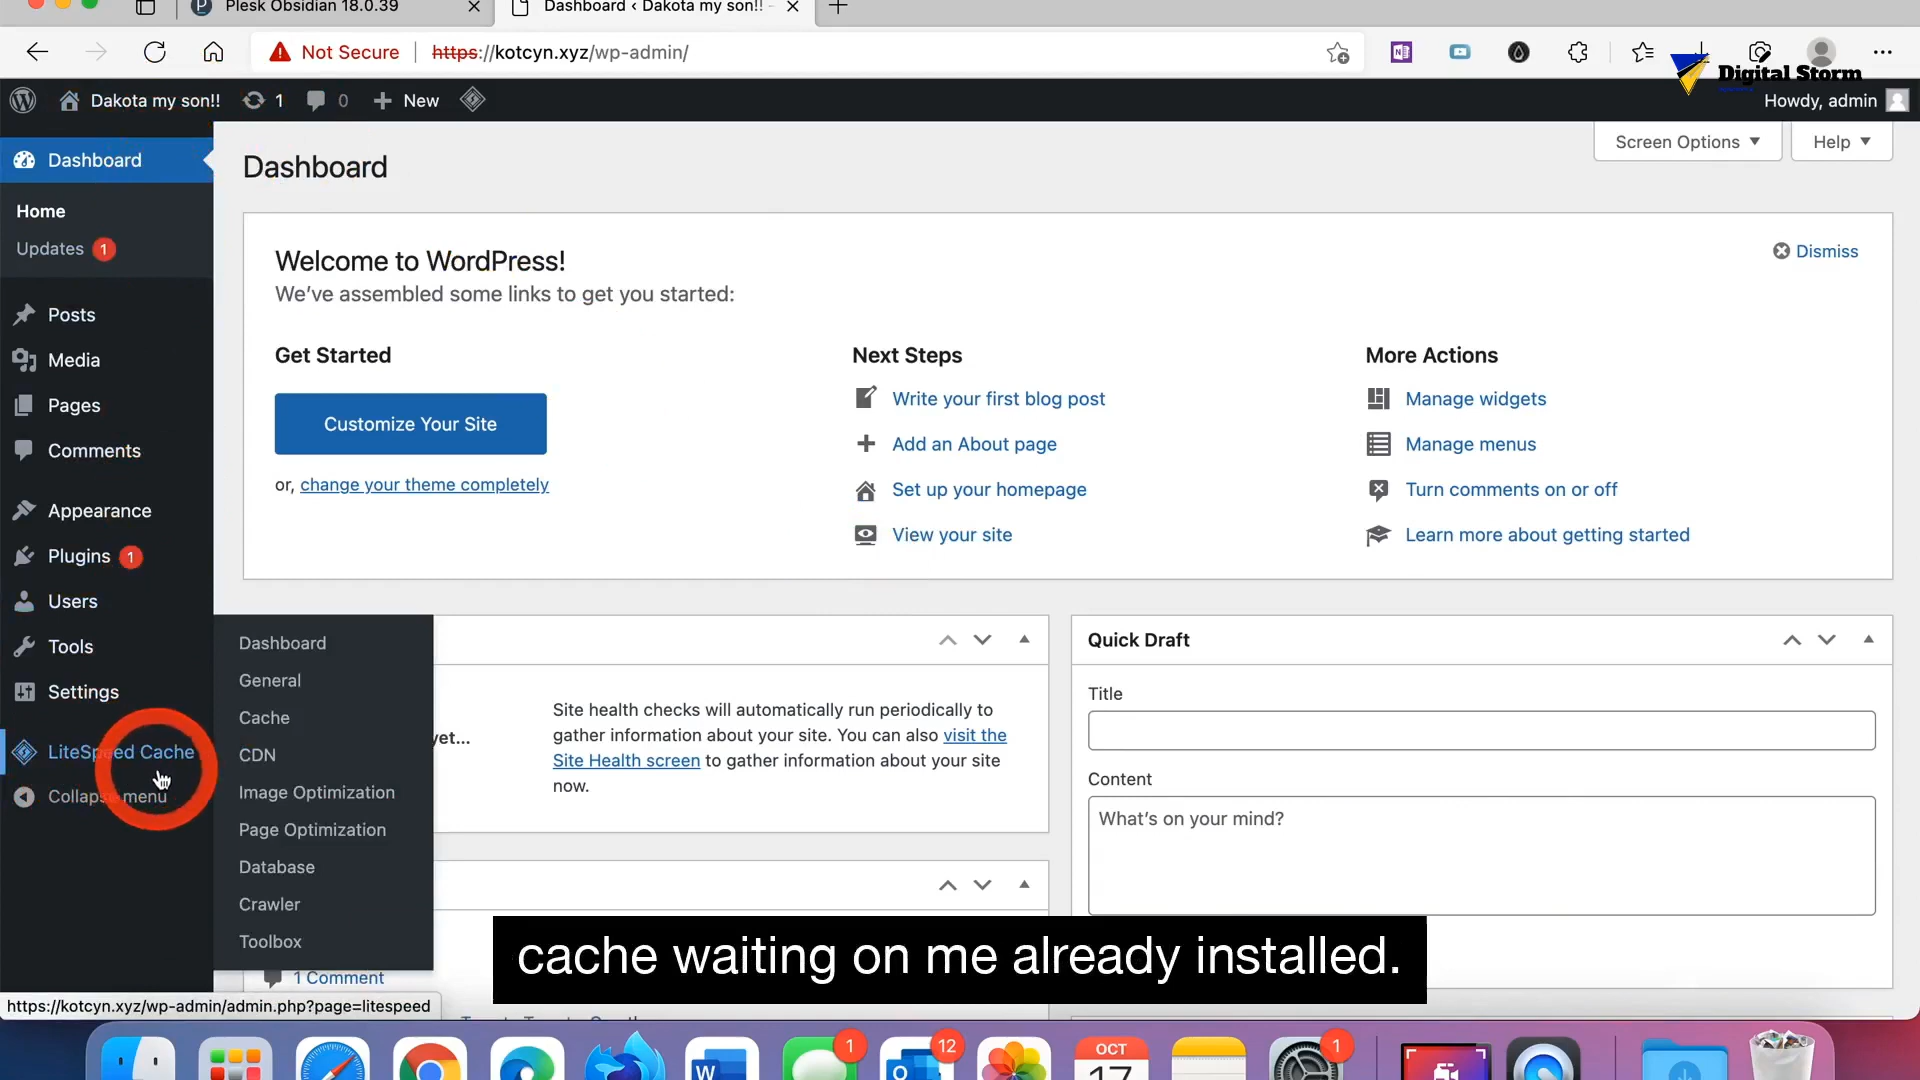 Plesk Obsidian 18.0.39
Dashboard ‹ Dakota my son!! -
Not Secure
https://kotcyn.xyz/wp-admin/
Digital Storm
Dakota my son!!
1
0
New
Howdy, admin
Screen Options
Help
Dashboard
Home
Updates 1
Posts
Media
Pages
Comments
Appearance
Plugins 1
Users
Tools
Settings
LiteSpeed Cache
Collapse menu
Dashboard
General
Cache
CDN
Image Optimization
Page Optimization
Database
Crawler
Toolbox
Dashboard
Welcome to WordPress!
We've assembled some links to get you started:
Dismiss
Get Started
Customize Your Site
or, change your theme completely
Next Steps
Write your first blog post
Add an About page
Set up your homepage
View your site
More Actions
Manage widgets
Manage menus
Turn comments on or off
Learn more about getting started
yet...
Site health checks will automatically run periodically to
gather information about your site. You can also visit the
Site Health screen to gather information about your site
now.
1 Comment
Quick Draft
Title
Content
What's on your mind?
cache waiting on me already installed.
https://kotcyn.xyz/wp-admin/admin.php?page=litespeed
1
12
OCT
17
1
W